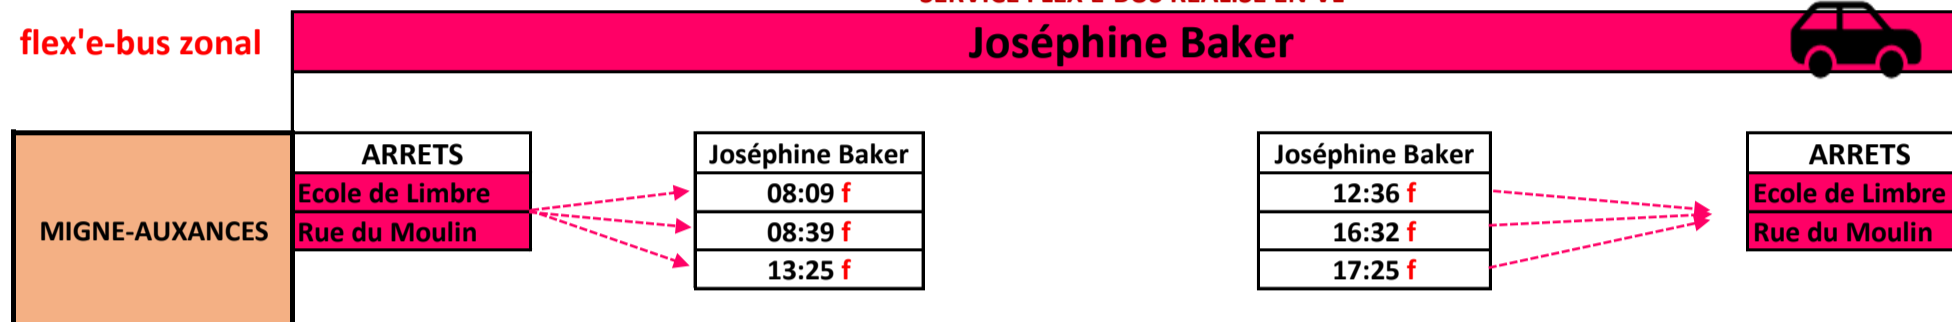 flex'e-bus zonal
Joséphine Baker
MIGNE-AUXANCES
ARRETS
Ecole de Limbre
Rue du Moulin
Joséphine Baker
08:09 f
08:39 f
13:25 f
Joséphine Baker
12:36 f
16:32 f
17:25 f
ARRETS
Ecole de Limbre
Rue du Moulin